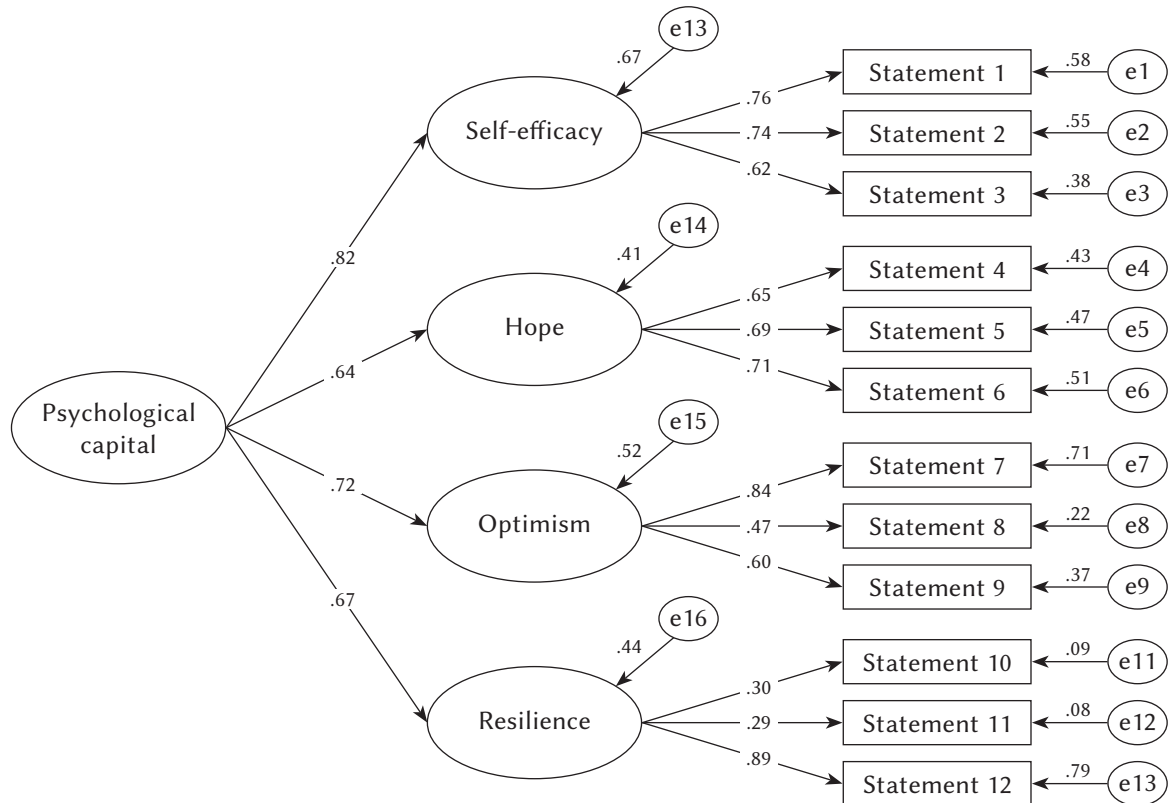 e13
.67
Self-efficacy
.76
Statement 1
.58
e1
.74
Statement 2
.55
e2
.62
Statement 3
.38
e3
.82
e14
.41
Hope
.65
Statement 4
.43
e4
.69
Statement 5
.47
e5
.71
Statement 6
.51
e6
.64
Psychological
capital
e15
.52
.72
Optimism
.84
Statement 7
.71
e7
.47
Statement 8
.22
e8
.60
Statement 9
.37
e9
.67
e16
.44
Resilience
.30
Statement 10
.09
e11
.29
Statement 11
.08
e12
.89
Statement 12
.79
e13